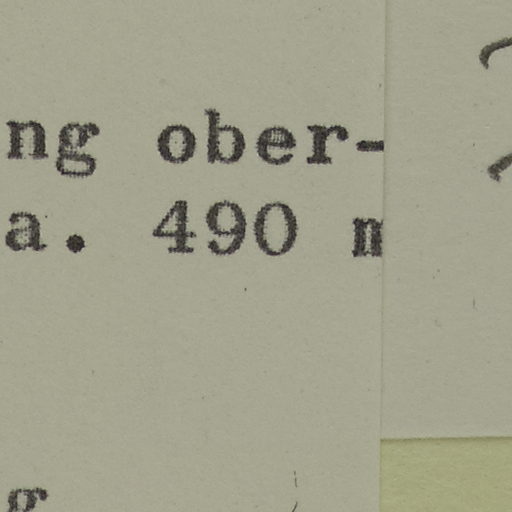 ng ober-
a. 490 m
g